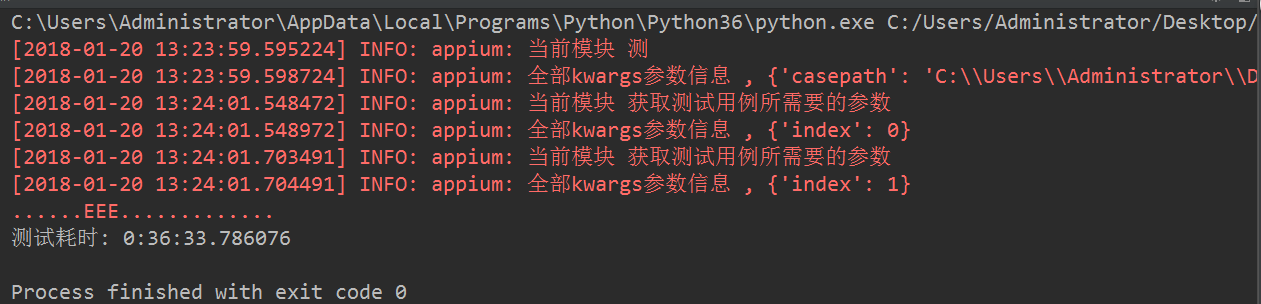 C:\Users\Administrator\AppData\Local\Programs\Python\Python36\python.exe C:/Users/Administrator/Desktop/
[2018-01-20 13:23:59.595224] INFO: appium: 当前模块 测
[2018-01-20 13:23:59.598724] INFO: appium: 全部kwargs参数信息 , {'casepath': 'C:\\Users\\Administrator\\D
[2018-01-20 13:24:01.548472] INFO: appium: 当前模块 获取测试用例所需要的参数
[2018-01-20 13:24:01.548972] INFO: appium: 全部kwargs参数信息 , {'index': 0}
[2018-01-20 13:24:01.703491] INFO: appium: 当前模块 获取测试用例所需要的参数
[2018-01-20 13:24:01.704491] INFO: appium: 全部kwargs参数信息 , {'index': 1}
......EEE.............
测试耗时: 0:36:33.786076
Process finished with exit code 0